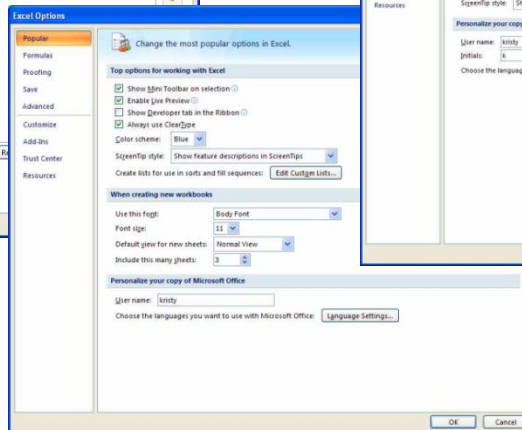 Resources
ScreenTip style:
Personalize your copy
User name: kristy
Initials: k
Choose the languag
Excel Options
Popular
Formulas
Proofing
Save
Advanced
Customize
Add-Ins
Trust Center
Resources
Change the most popular options in Excel.
Top options for working with Excel
Show Mini Toolbar on selection
Enable Live Preview
Show Developer tab in the Ribbon
Always use ClearType
Color scheme: Blue
ScreenTip style: Show feature descriptions in ScreenTips
Create lists for use in sorts and fill sequences: Edit Custom Lists...
When creating new workbooks
Use this font: Body Font
Font size: 11
Default view for new sheets: Normal View
Include this many sheets: 3
Personalize your copy of Microsoft Office
User name: kristy
Choose the languages you want to use with Microsoft Office: Language Settings...
OK Cancel